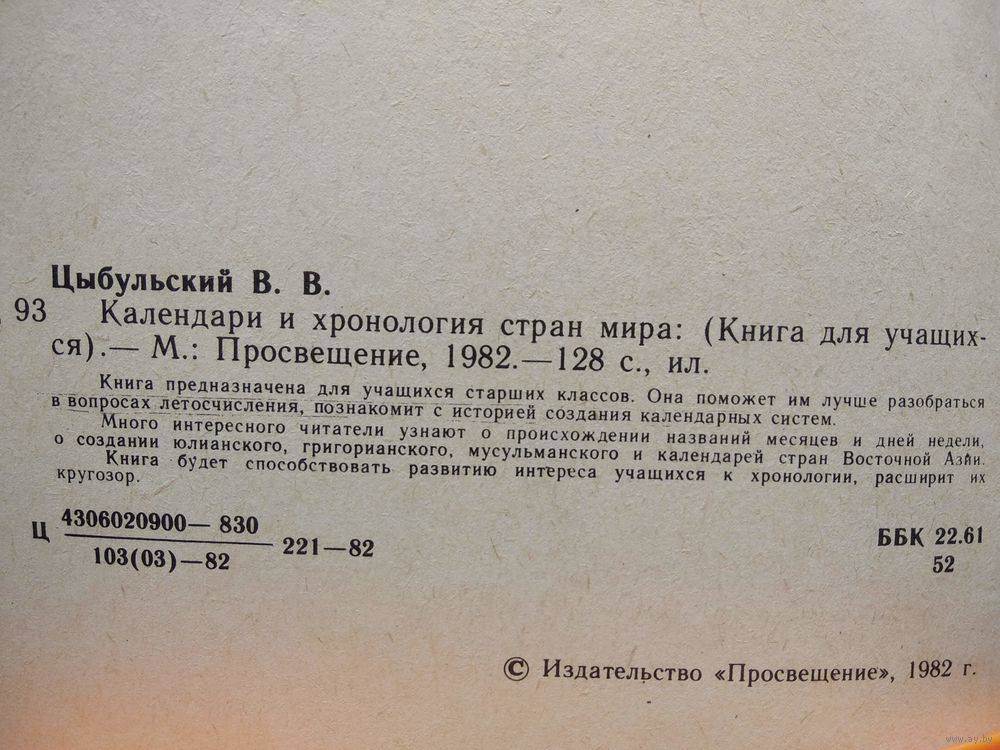 Цыбульский В. В.
93 Календари и хронология стран мира: (Книга для учащих-
ся).— М.: Просвещение, 1982.—128 с., ил.
Книга предназначена для учащихся старших классов. Она поможет им лучше разобраться
в вопросах летосчисления, познакомит с историей создания календарных систем.
Много интересного читатели узнают о происхождении названий месяцев и дней недели,
о создании юлианского, григорианского, мусульманского и календарей стран Восточной Азии.
Книга будет способствовать развитию интереса учащихся к хронологии, расширит их
кругозор.
Ц 4306020900— 830
103(03)—82
221—82
ББК 22.61
52
© Издательство «Просвещение», 1982 г.
www.ay.by